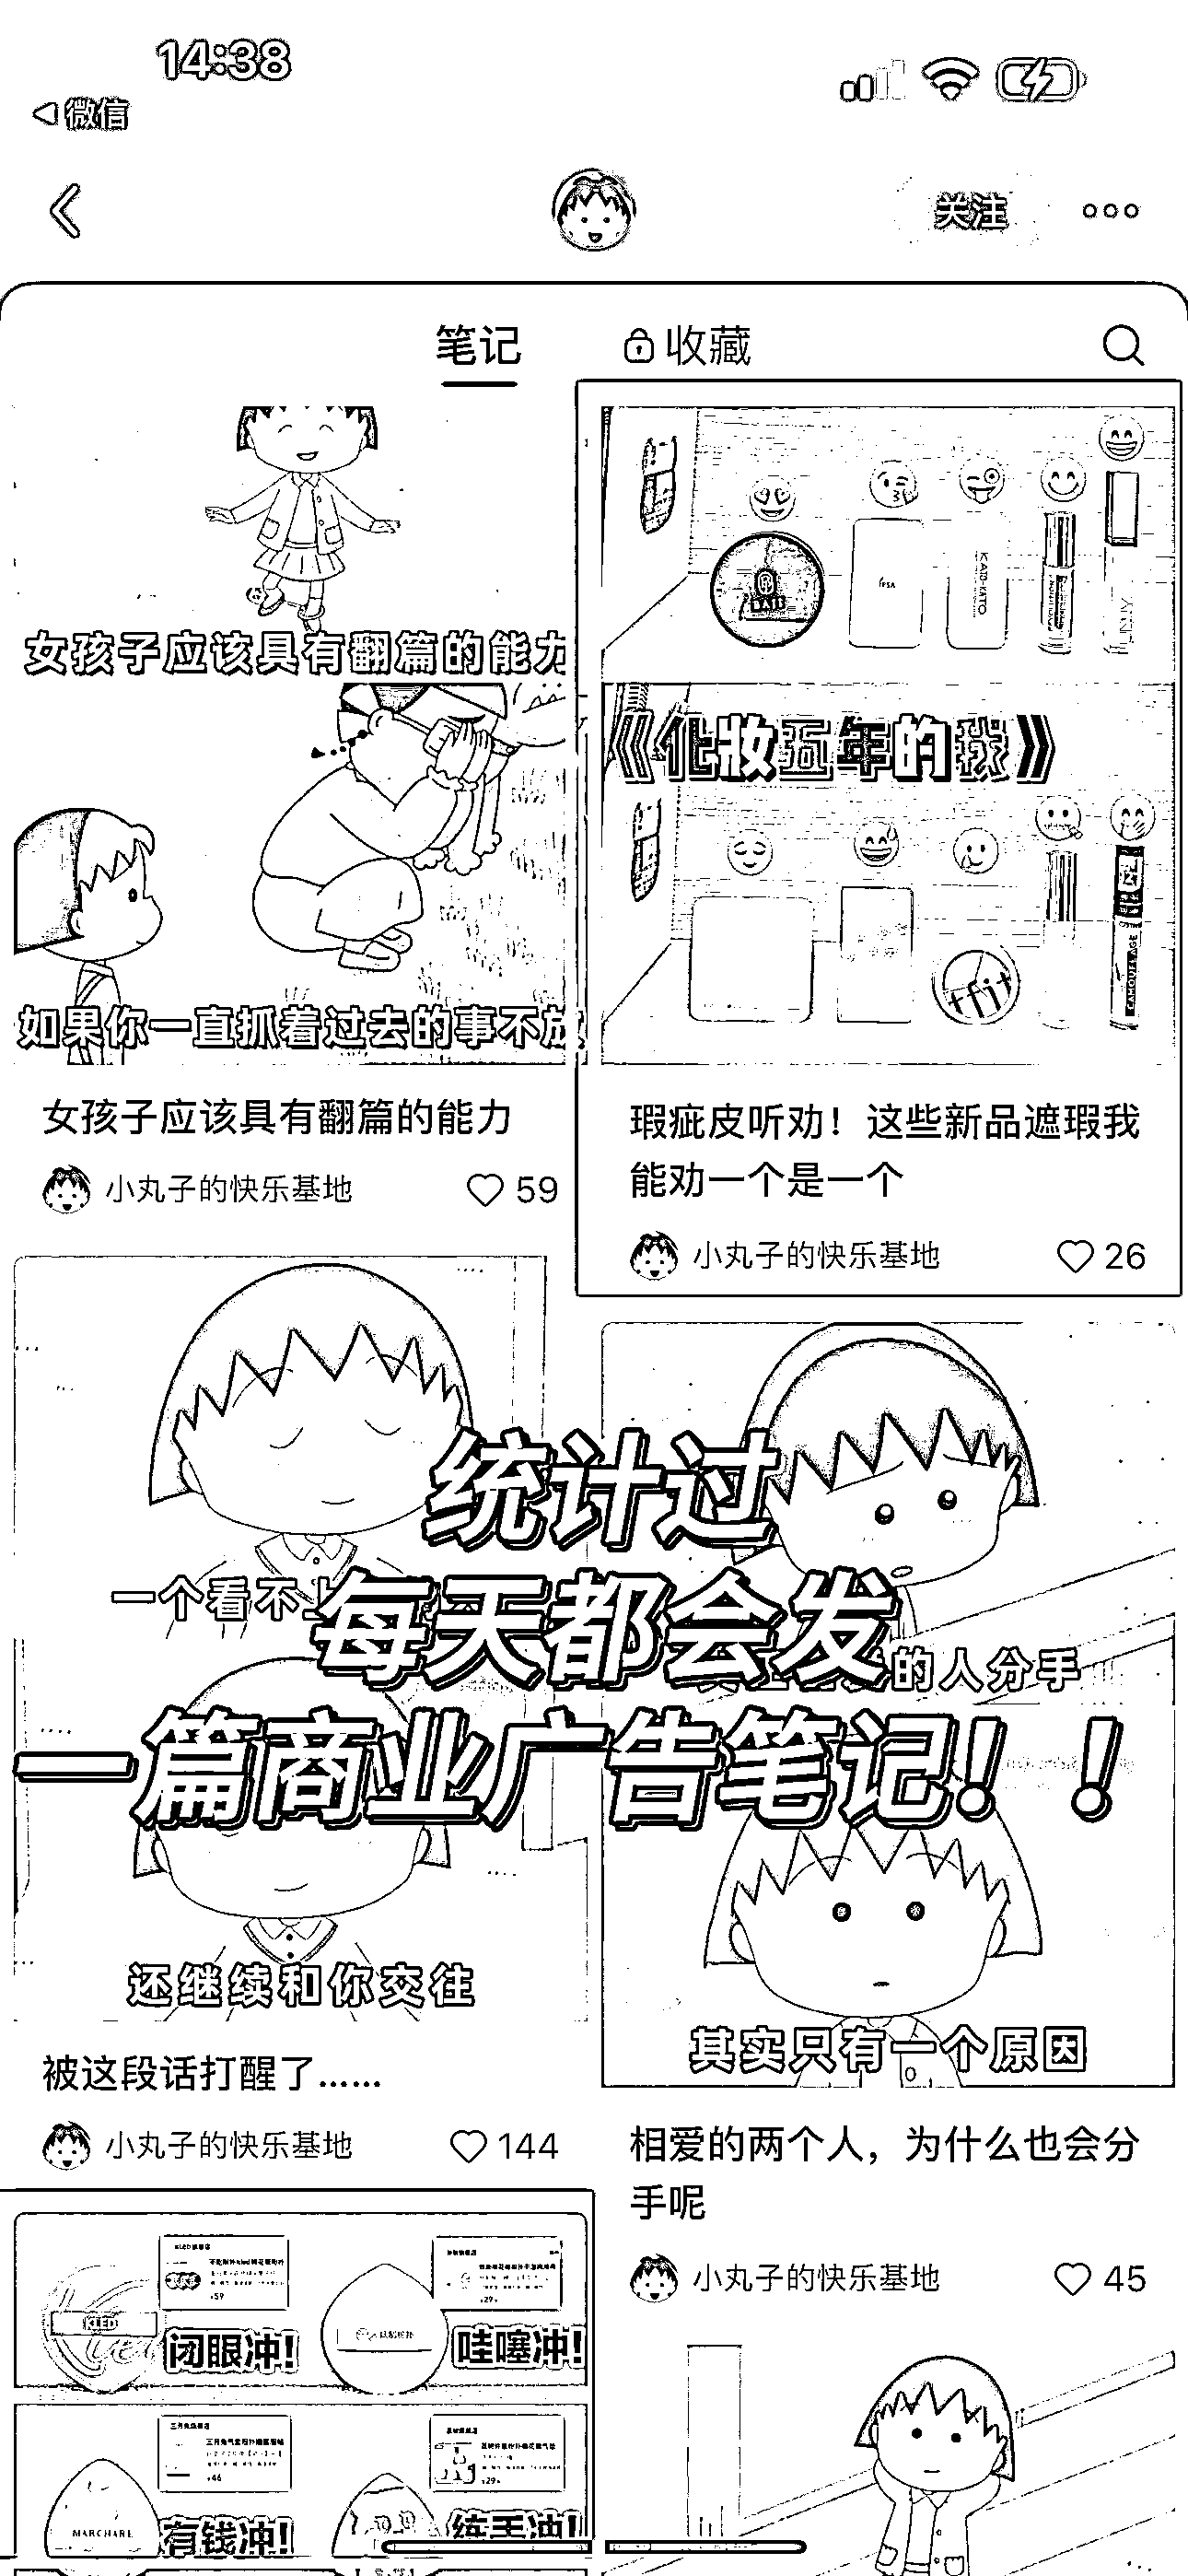 14:38
微信
关注
笔记
收藏
女孩子应该具有翻篇的能力
如果你一直抓着过去的事不放
女孩子应该具有翻篇的能力
小丸子的快乐基地
59
IPSA
KATO-KATO
《化妝五年的我》
tfit
CAMOUFLAGE
瑕疵皮听劝！这些新品遮瑕我
能劝一个是一个
小丸子的快乐基地
26
统计过
每天都会发
一篇商业广告笔记！！
一个看不上
还继续和你交往
被这段话打醒了......
小丸子的快乐基地
144
的人分手
其实只有一个原因
相爱的两个人，为什么也会分
手呢
小丸子的快乐基地
45
KLED
闭眼冲!
哇噻冲!
有钱冲!